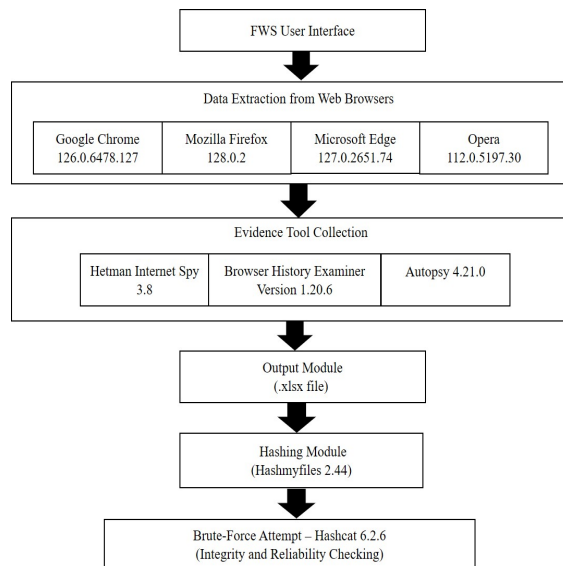 FWS User Interface
Data Extraction from Web Browsers
Google Chrome
126.0.6478.127
Mozilla Firefox
128.0.2
Microsoft Edge
127.0.2651.74
Opera
112.0.5197.30
Evidence Tool Collection
Hetman Internet Spy
3.8
Browser History Examiner
Version 1.20.6
Autopsy 4.21.0
Output Module
(.xlsx file)
Hashing Module
(Hashmyfiles 2.44)
Brute-Force Attempt – Hashcat 6.2.6
(Integrity and Reliability Checking)